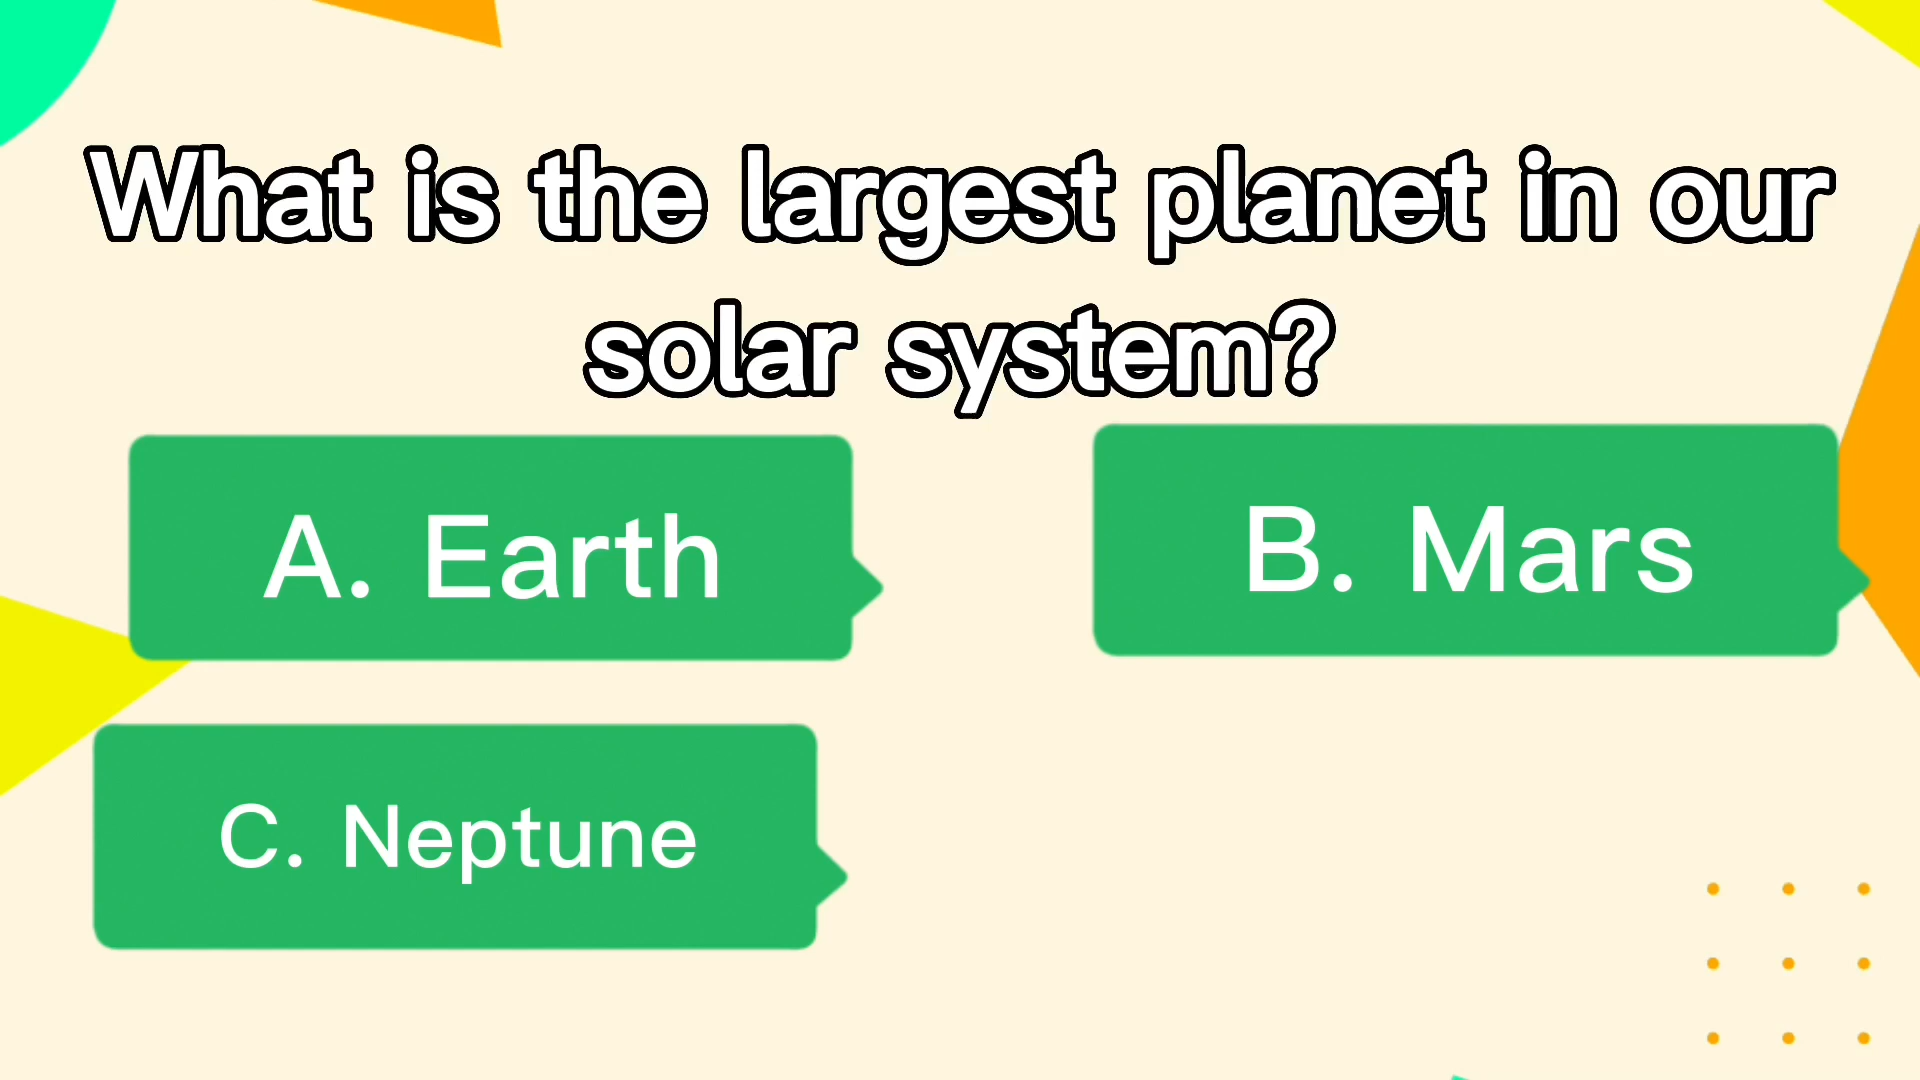 What is the largest planet in our
solar system?
A. Earth
B. Mars
C. Neptune